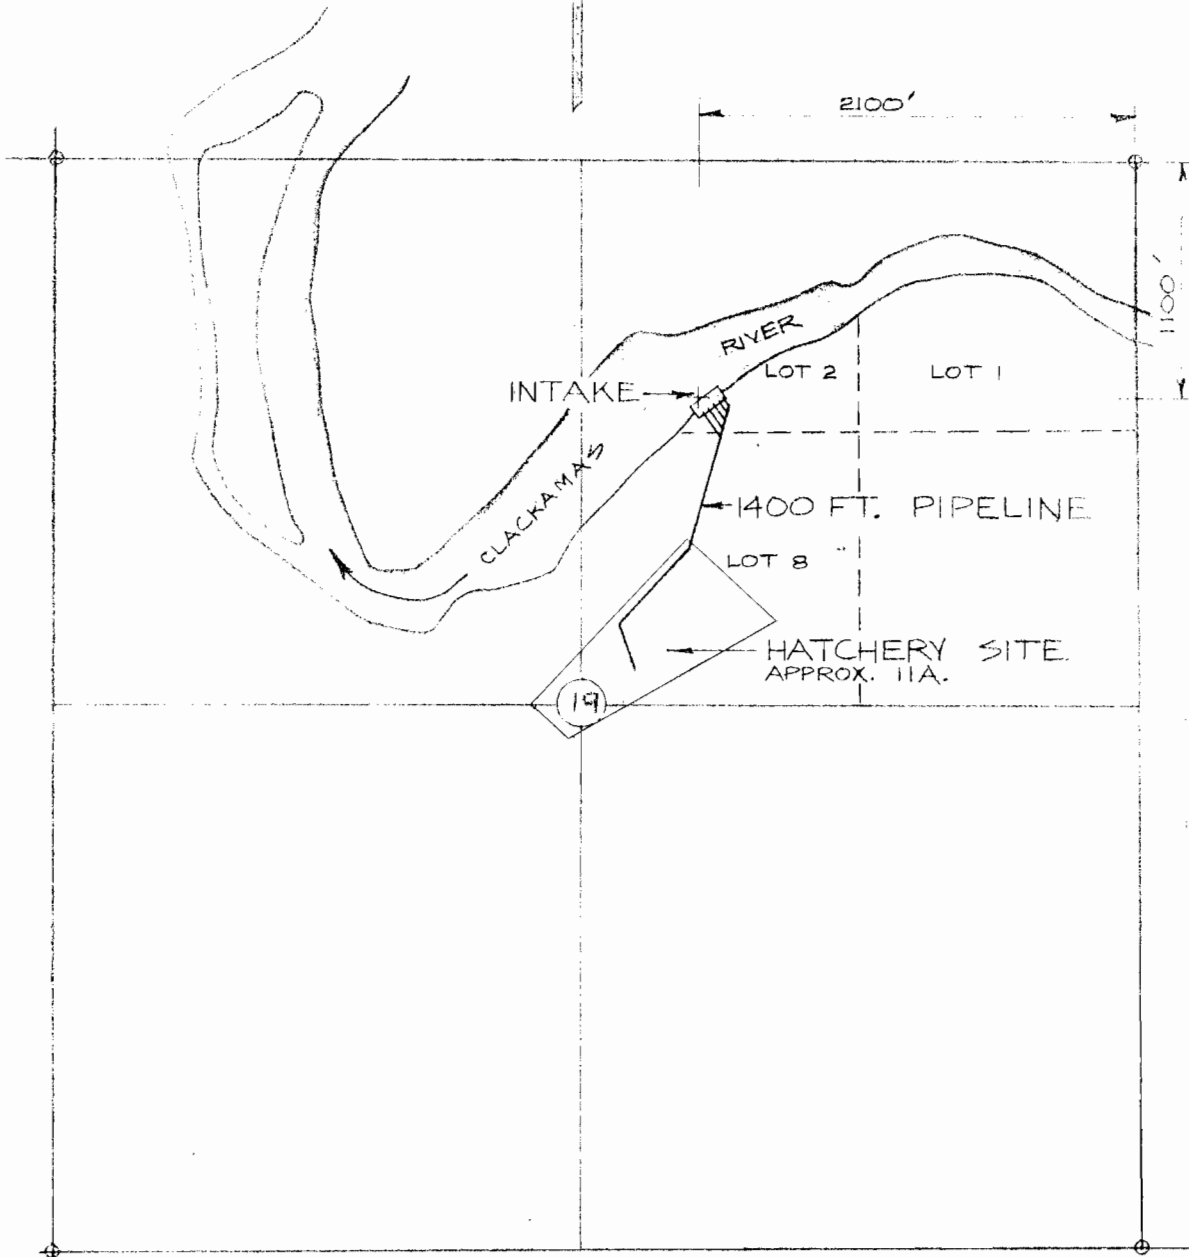 2100'
1100'
RIVER
LOT 2
LOT 1
INTAKE
CLACKAMAS
1400 FT. PIPELINE
LOT 8
HATCHERY SITE.
APPROX. 11A.
19